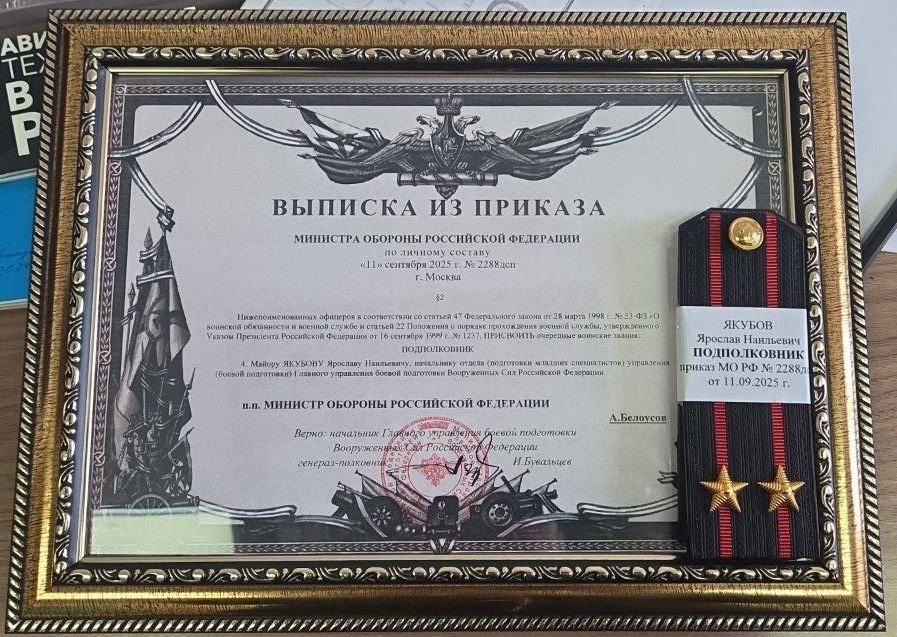 АВИ
ТЕХ
В
Р
ВЫПИСКА ИЗ ПРИКАЗА
МИНИСТРА ОБОРОНЫ РОССИЙСКОЙ ФЕДЕРАЦИИ
по личному составу
«11» сентября 2025 г. № 2288дсп
г. Москва
§2
Нижепоименованных офицеров в соответствии со статьей 47 Федерального закона от 28 марта 1998 г. № 53-ФЗ «О
воинской обязанности и военной службе и статьей 22 Положения о порядке прохождения военной службы, утвержденного
Указом Президента Российской Федерации от 16 сентября 1999 г. № 1237, ПРИСВОИТЬ очередные воинские звания:
ПОДПОЛКОВНИК
4. Майору ЯКУБОВУ Ярославу Наильевичу, начальнику отдела (подготовки младших специалистов) управления
(боевой подготовки) Главного управления боевой подготовки Вооруженных Сил Российской Федерации.
п.п. МИНИСТР ОБОРОНЫ РОССИЙСКОЙ ФЕДЕРАЦИИ
А.Белоусов
Верно: начальник Главного управления боевой подготовки
Вооруженных Сил Российской Федерации
генерал-полковник
И.Бувальцев
ЯКУБОВ
Ярослав Наильевич
ПОДПОЛКОВНИК
приказ МО РФ № 2288д
от 11.09.2025 г.